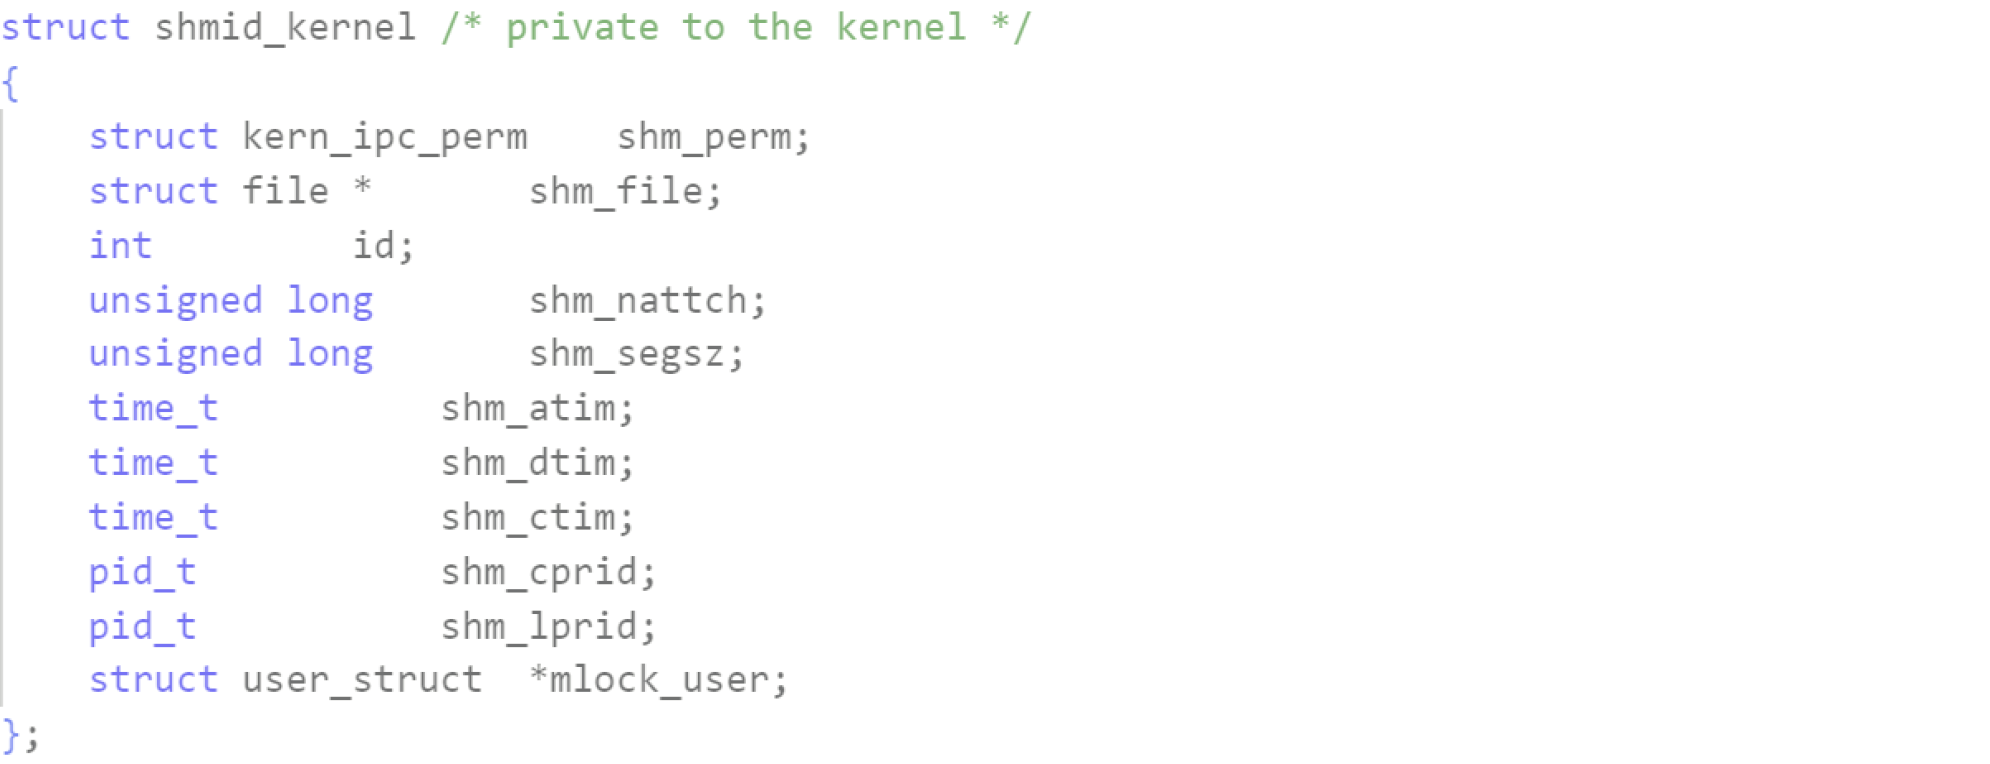 struct shmid_kernel /* private to the kernel */
{
    struct kern_ipc_perm    shm_perm;
    struct file *       shm_file;
    int         id;
    unsigned long       shm_nattch;
    unsigned long       shm_segsz;
    time_t          shm_atim;
    time_t          shm_dtim;
    time_t          shm_ctim;
    pid_t           shm_cprid;
    pid_t           shm_lprid;
    struct user_struct  *mlock_user;
};